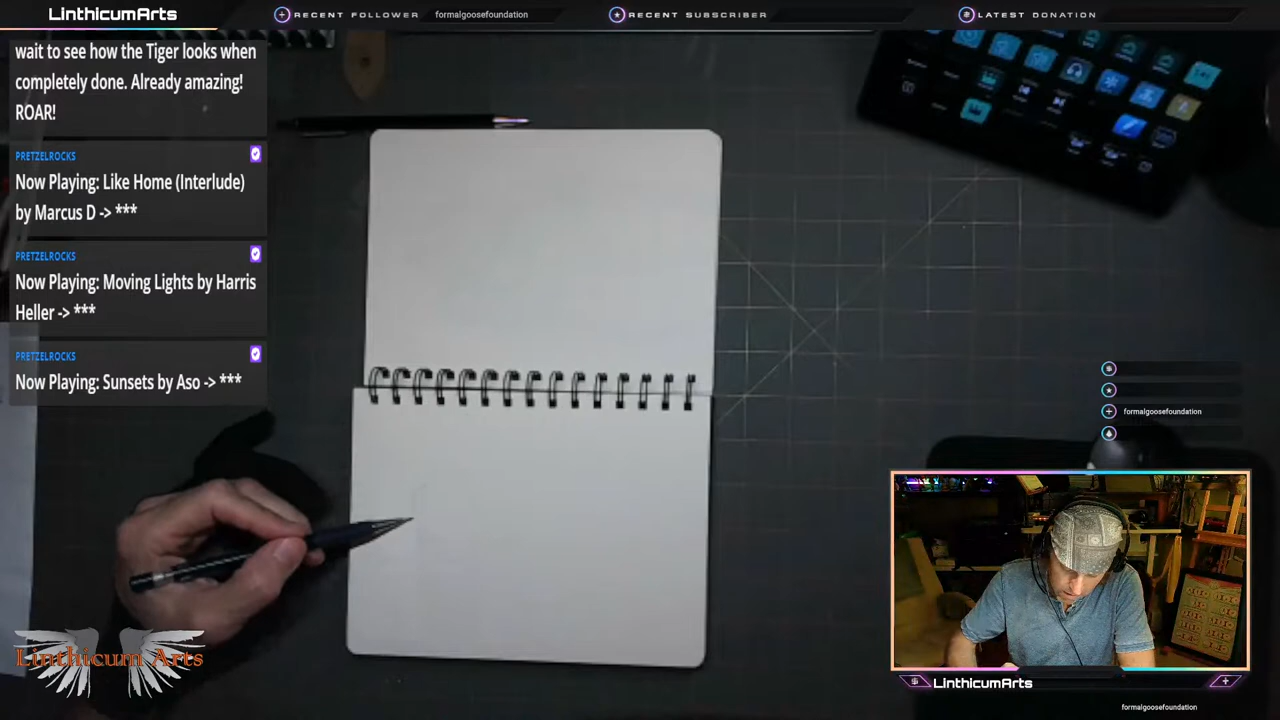 LinthicumArts
RECENT FOLLOWER formalgoosefoundation
RECENT SUBSCRIBER
LATEST DONATION
wait to see how the Tiger looks when
completely done. Already amazing!
ROAR!
PRETZELROCKS
Now Playing: Like Home (Interlude)
by Marcus D -> ***
PRETZELROCKS
Now Playing: Moving Lights by Harris
Heller -> ***
PRETZELROCKS
Now Playing: Sunsets by Aso -> ***
formalgoosefoundation
Linthicum Arts
LinthicumArts
formalgoosefoundation